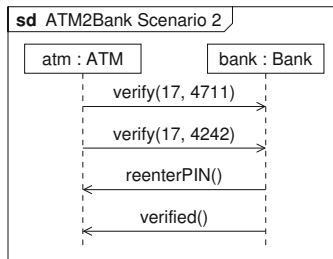 sd ATM2Bank Scenario 2
atm : ATM
bank : Bank
verify(17, 4711)
verify(17, 4242)
reenterPIN()
verified()